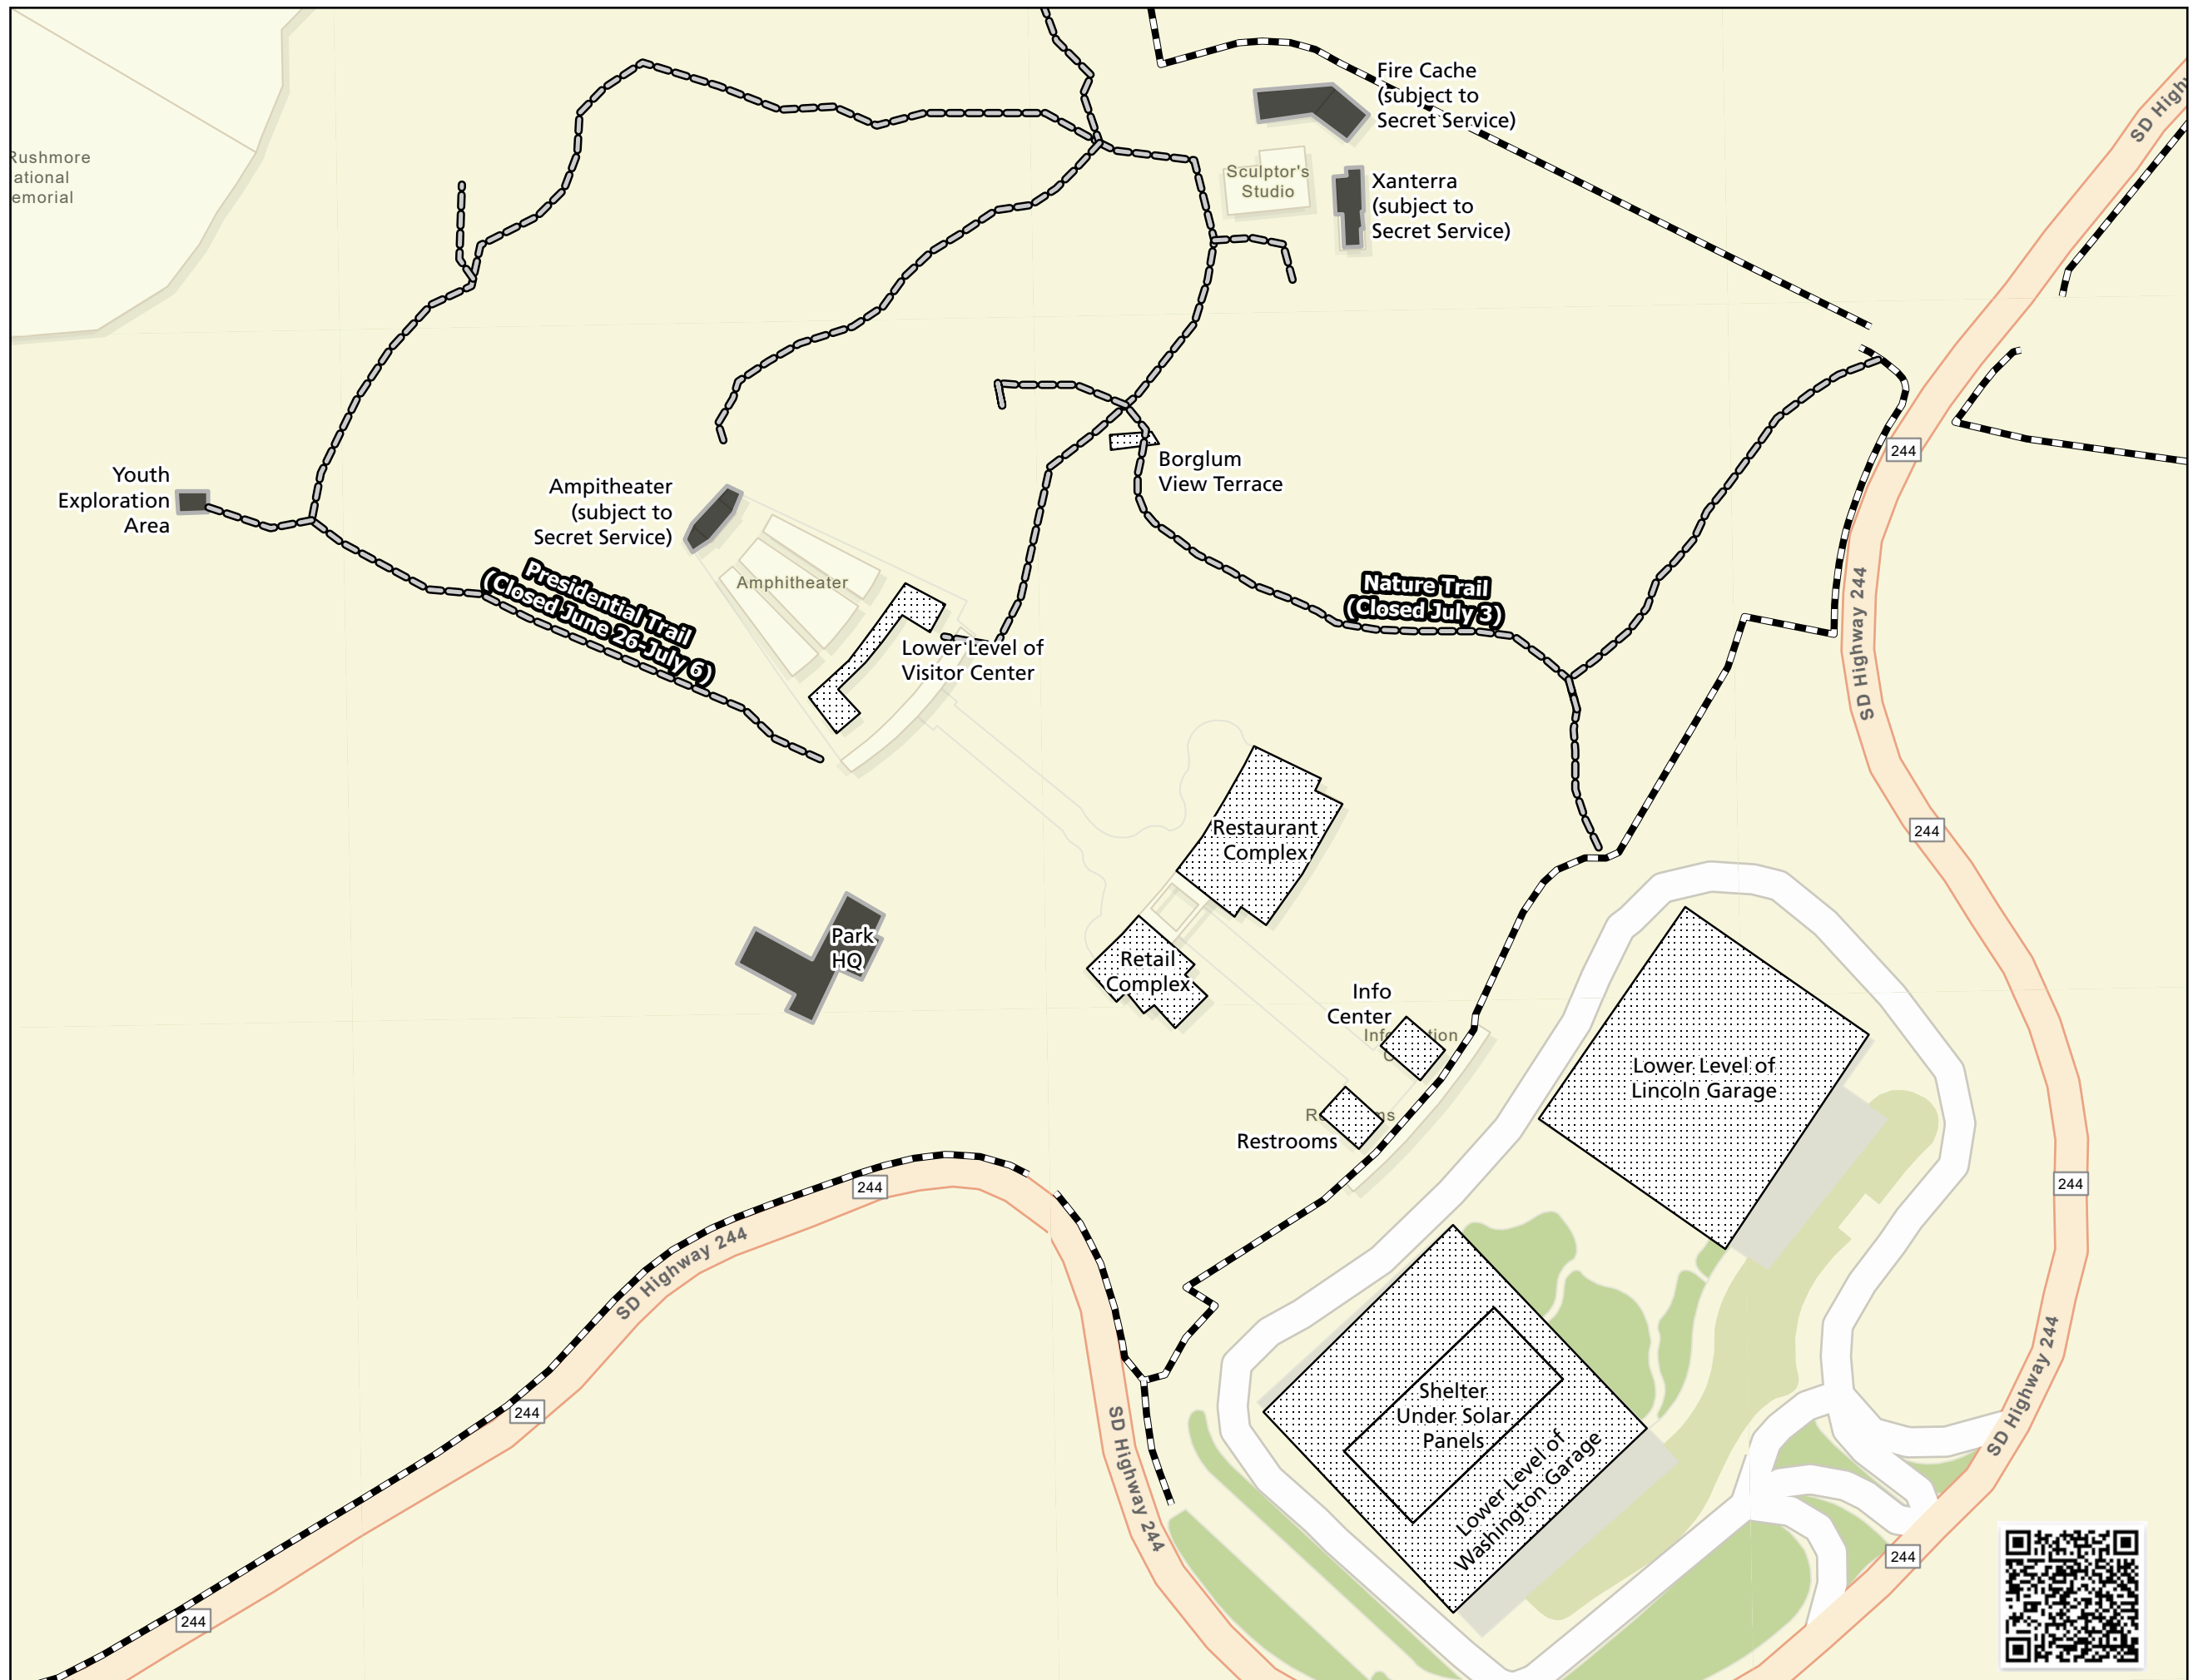 Fire Cache
(subject to
Secret Service)
SD Highw
Rushmore
ational
emorial
Sculptor's
Studio
Xanterra
(subject to
Secret Service)
244
Youth
Exploration
Area
Ampitheater
(subject to
Secret Service)
Borglum
View Terrace
Amphitheater
Presidential Trail
(Closed June 26-July 6)
Nature Trail
(Closed July 3)
Lower Level of
Visitor Center
SD Highway 244
244
Restaurant
Complex
Park
HQ
Retail
Complex
Info
Center
Lower Level of
Lincoln Garage
Restrooms
244
244
SD Highway 244
SD Highway 244
Shelter
Under Solar
Panels
Lower Level of
Washington Garage
244
SD Highway 244
244
244